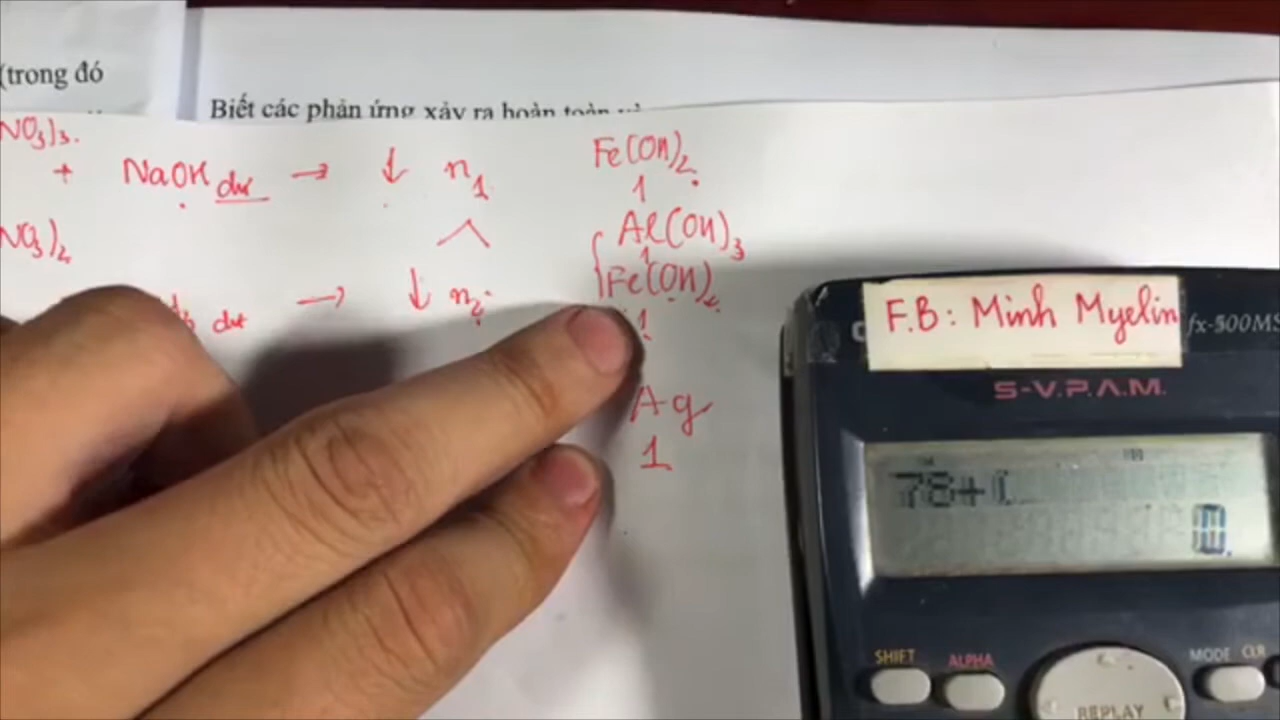 (trong đó
Biết các phản ứng xảy ra hoàn toàn
NO3)3.
+ NaOH dư → ↓ n1
Fe(OH)2
1
NO3)2
Al(OH)3
1
Fe(OH)2
1
dư → ↓ n2
Ag
1
F.B: Minh Myelin
fx-500MS
S-V.P.A.M.
78+(
0.
SHIFT ALPHA
MODE CLR
REPLAY